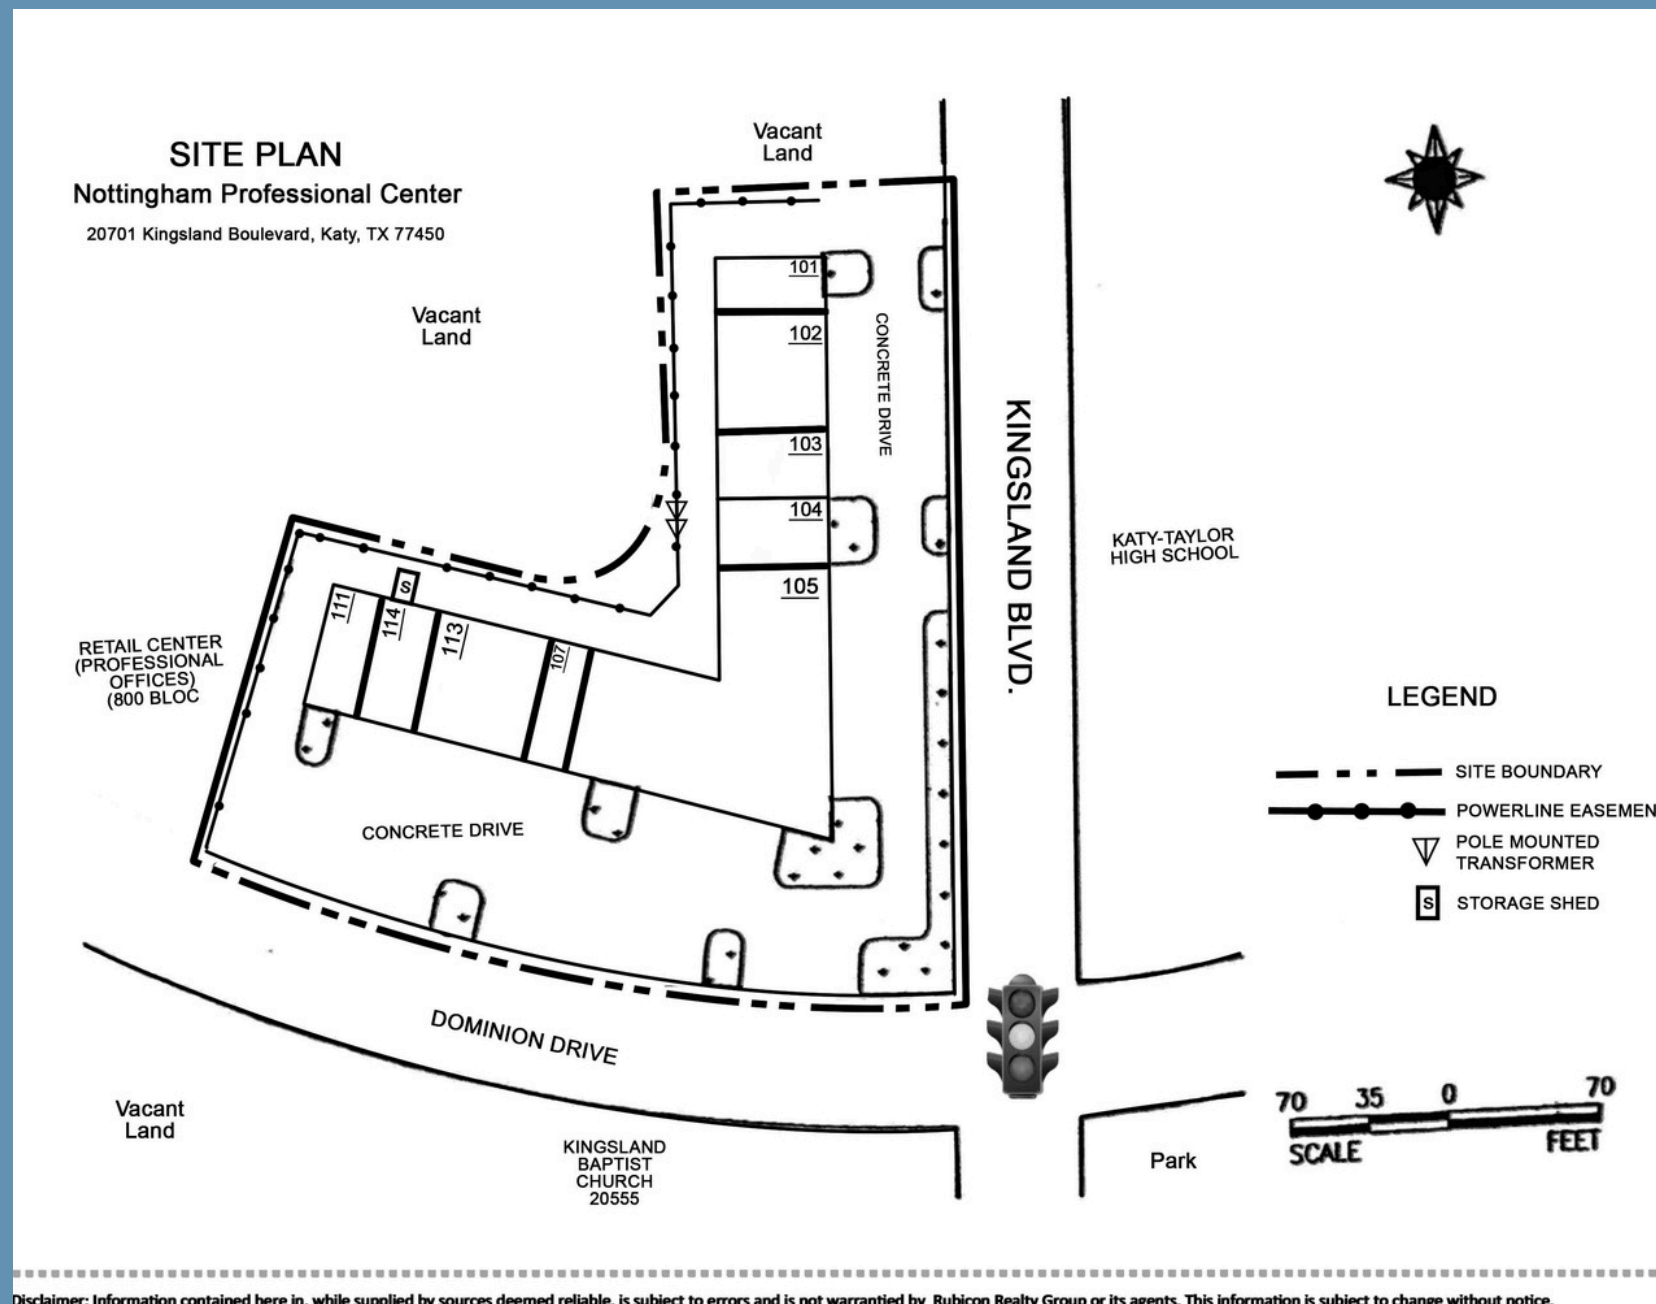 SITE PLAN
Nottingham Professional Center
20701 Kingsland Boulevard, Katy, TX 77450
Vacant
Land
Vacant
Land
101
102
103
104
105
CONCRETE DRIVE
KINGSLAND BLVD.
KATY-TAYLOR
HIGH SCHOOL
S
111
114
113
107
RETAIL CENTER
(PROFESSIONAL
OFFICES)
(800 BLOC
CONCRETE DRIVE
DOMINION DRIVE
Vacant
Land
KINGSLAND
BAPTIST
CHURCH
20555
Park
LEGEND
SITE BOUNDARY
POWERLINE EASEMEN
POLE MOUNTED
TRANSFORMER
S
STORAGE SHED
70 35 0 70
SCALE FEET
Disclaimer: Information contained here in, while supplied by sources deemed reliable, is subject to errors and is not warrantied by Rubicon Realty Group or its agents. This information is subject to change without notice.